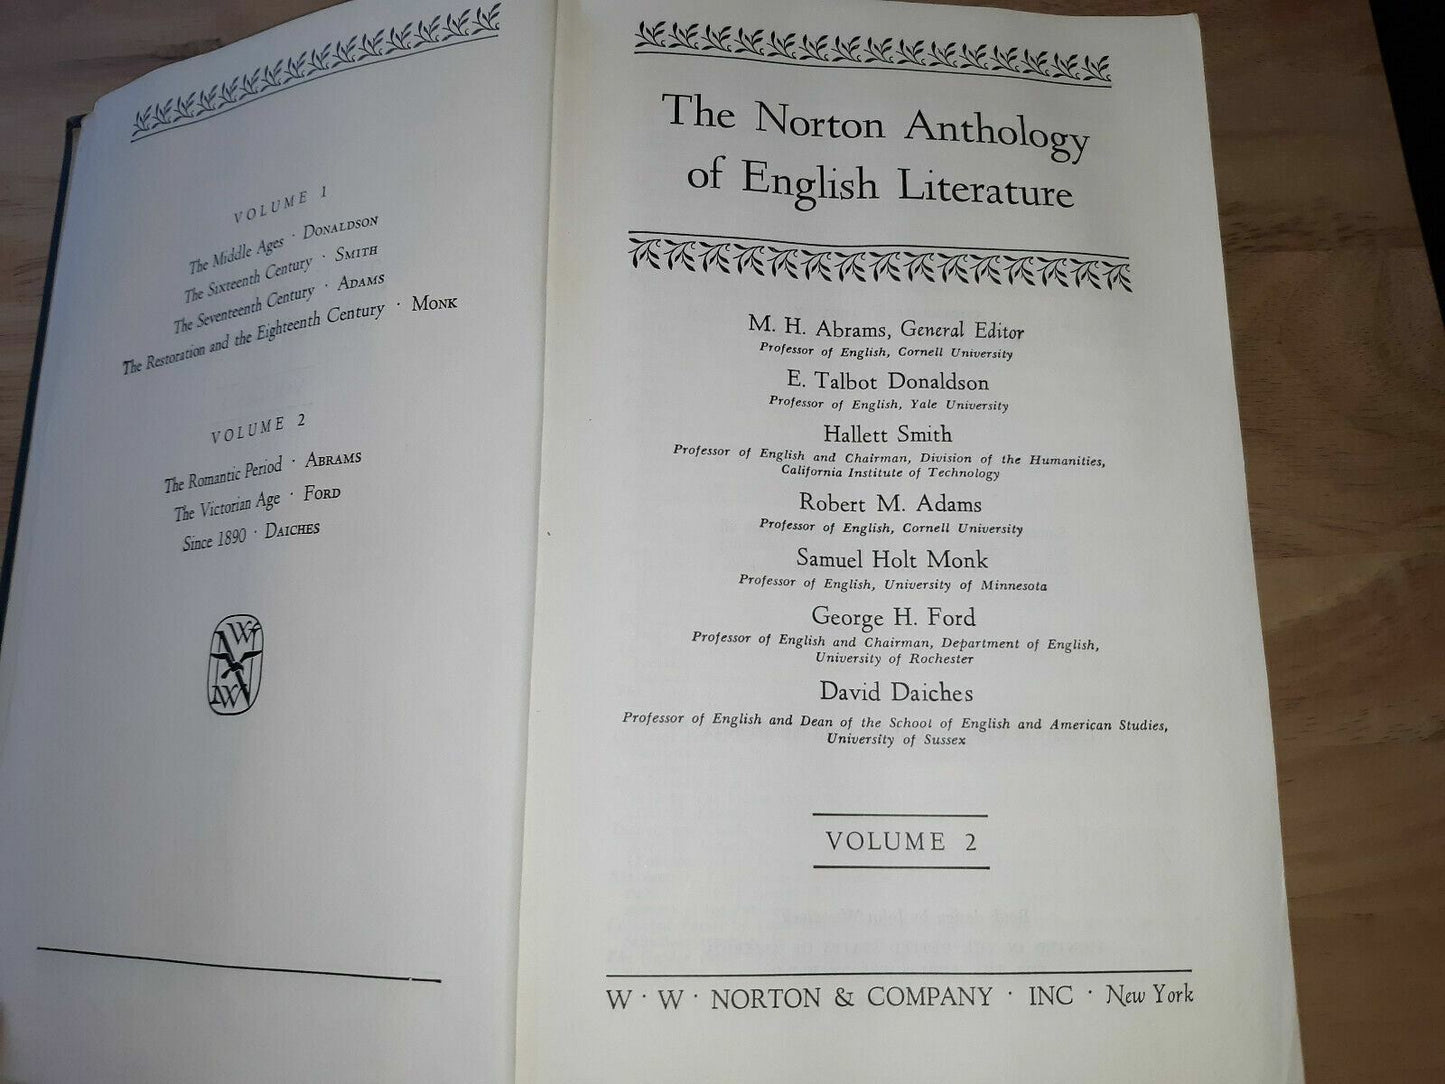 VOLUME 1
The Middle Ages · DONALDSON
The Sixteenth Century · SMITH
The Seventeenth Century · ADAMS
The Restoration and the Eighteenth Century · MONK
VOLUME 2
The Romantic Period · ABRAMS
The Victorian Age · FORD
Since 1890 · DAICHES
The Norton Anthology
of English Literature
M. H. Abrams, General Editor
Professor of English, Cornell University
E. Talbot Donaldson
Professor of English, Yale University
Hallett Smith
Professor of English and Chairman, Division of the Humanities,
California Institute of Technology
Robert M. Adams
Professor of English, Cornell University
Samuel Holt Monk
Professor of English, University of Minnesota
George H. Ford
Professor of English and Chairman, Department of English,
University of Rochester
David Daiches
Professor of English and Dean of the School of English and American Studies,
University of Sussex
VOLUME 2
W · W · NORTON & COMPANY · INC · New York